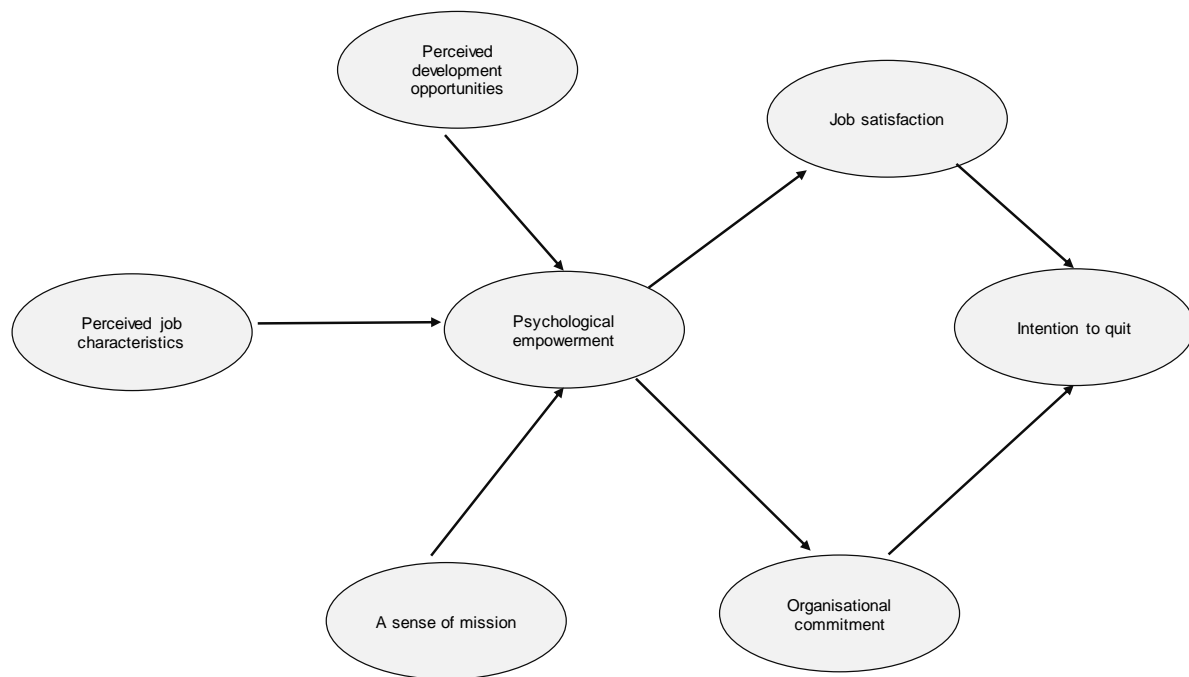 Perceived
development
opportunities
Job satisfaction
Perceived job
characteristics
Psychological
empowerment
Intention to quit
A sense of mission
Organisational
commitment